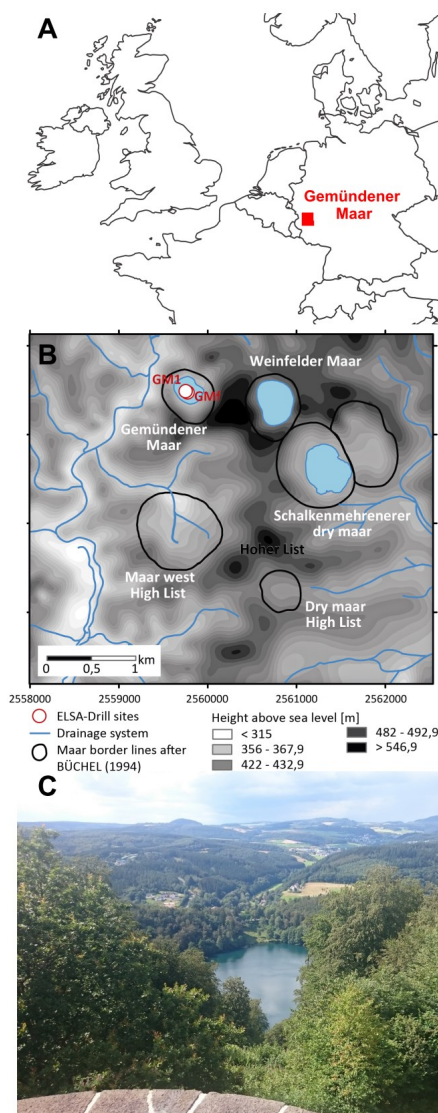 A
Gemündener
Maar
B
Weinfelder Maar
GM1
Gemündener
Maar
Schalkenmehrenerer
dry maar
Hoher List
Maar west
High List
Dry maar
High List
0 0,5 1
km
2558000 2559000 2560000 2561000 2562000
ELSA-Drill sites
Drainage system
Maar border lines after
BÜCHEL (1994)
Height above sea level [m]
< 315
356 - 367,9
422 - 432,9
482 - 492,9
> 546,9
C